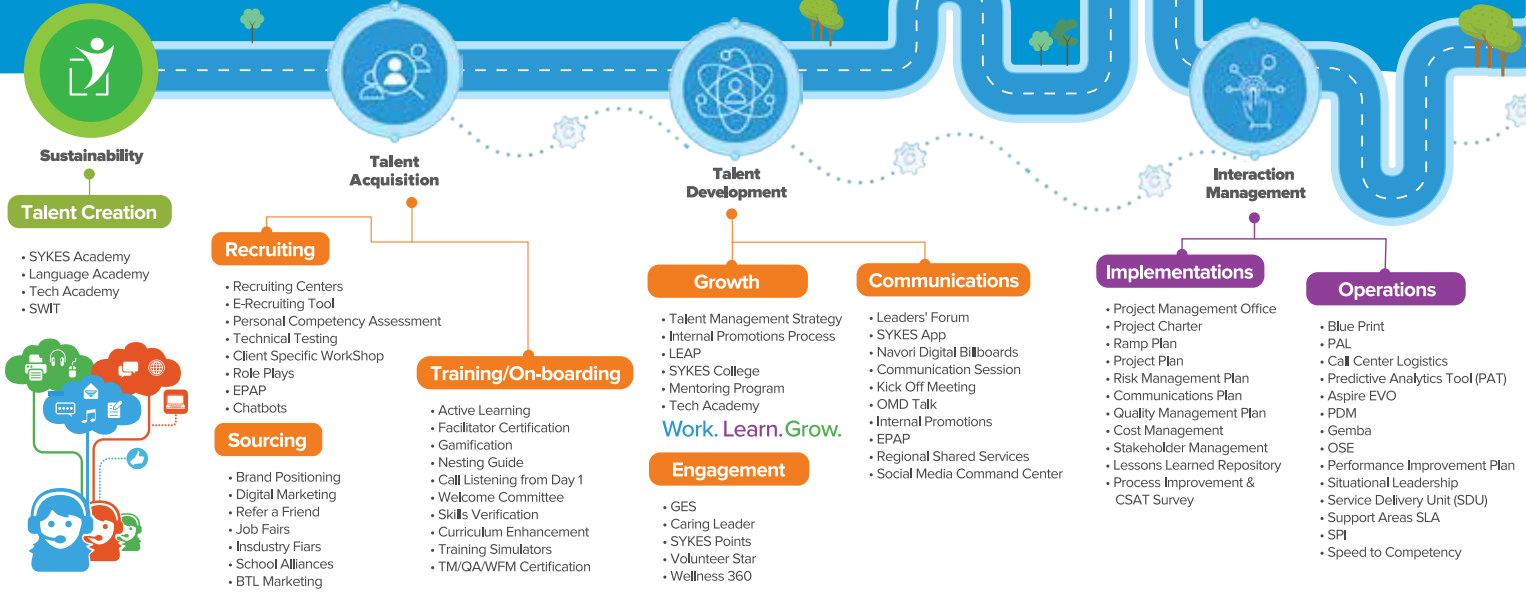 Sustainability
Talent Creation
• SYKES Academy
• Language Academy
• Tech Academy
• SWIT
Talent
Acquisition
Recruiting
• Recruiting Centers
• E-Recruiting Tool
• Personal Competency Assessment
• Technical Testing
• Client Specific WorkShop
• Role Plays
• EPAP
• Chatbots
Sourcing
• Brand Positioning
• Digital Marketing
• Refer a Friend
• Job Fairs
• Insdustry Fiars
• School Alliances
• BTL Marketing
Training/On-boarding
• Active Learning
• Facilitator Certification
• Gamification
• Nesting Guide
• Call Listening from Day 1
• Welcome Committee
• Skills Verification
• Curriculum Enhancement
• Training Simulators
• TM/QA/WFM Certification
Talent
Development
Growth
• Talent Management Strategy
• Internal Promotions Process
• LEAP
• SYKES College
• Mentoring Program
• Tech Academy
Work. Learn. Grow.
Engagement
• GES
• Caring Leader
• SYKES Points
• Volunteer Star
• Wellness 360
Communications
• Leaders' Forum
• SYKES App
• Navori Digital Billboards
• Communication Session
• Kick Off Meeting
• OMD Talk
• Internal Promotions
• EPAP
• Regional Shared Services
• Social Media Command Center
Interaction
Management
Implementations
• Project Management Office
• Project Charter
• Ramp Plan
• Project Plan
• Risk Management Plan
• Communications Plan
• Quality Management Plan
• Cost Management
• Stakeholder Management
• Lessons Learned Repository
• Process Improvement &
CSAT Survey
Operations
• Blue Print
• PAL
• Call Center Logistics
• Predictive Analytics Tool (PAT)
• Aspire EVO
• PDM
• Gemba
• OSE
• Performance Improvement Plan
• Situational Leadership
• Service Delivery Unit (SDU)
• Support Areas SLA
• SPI
• Speed to Competency